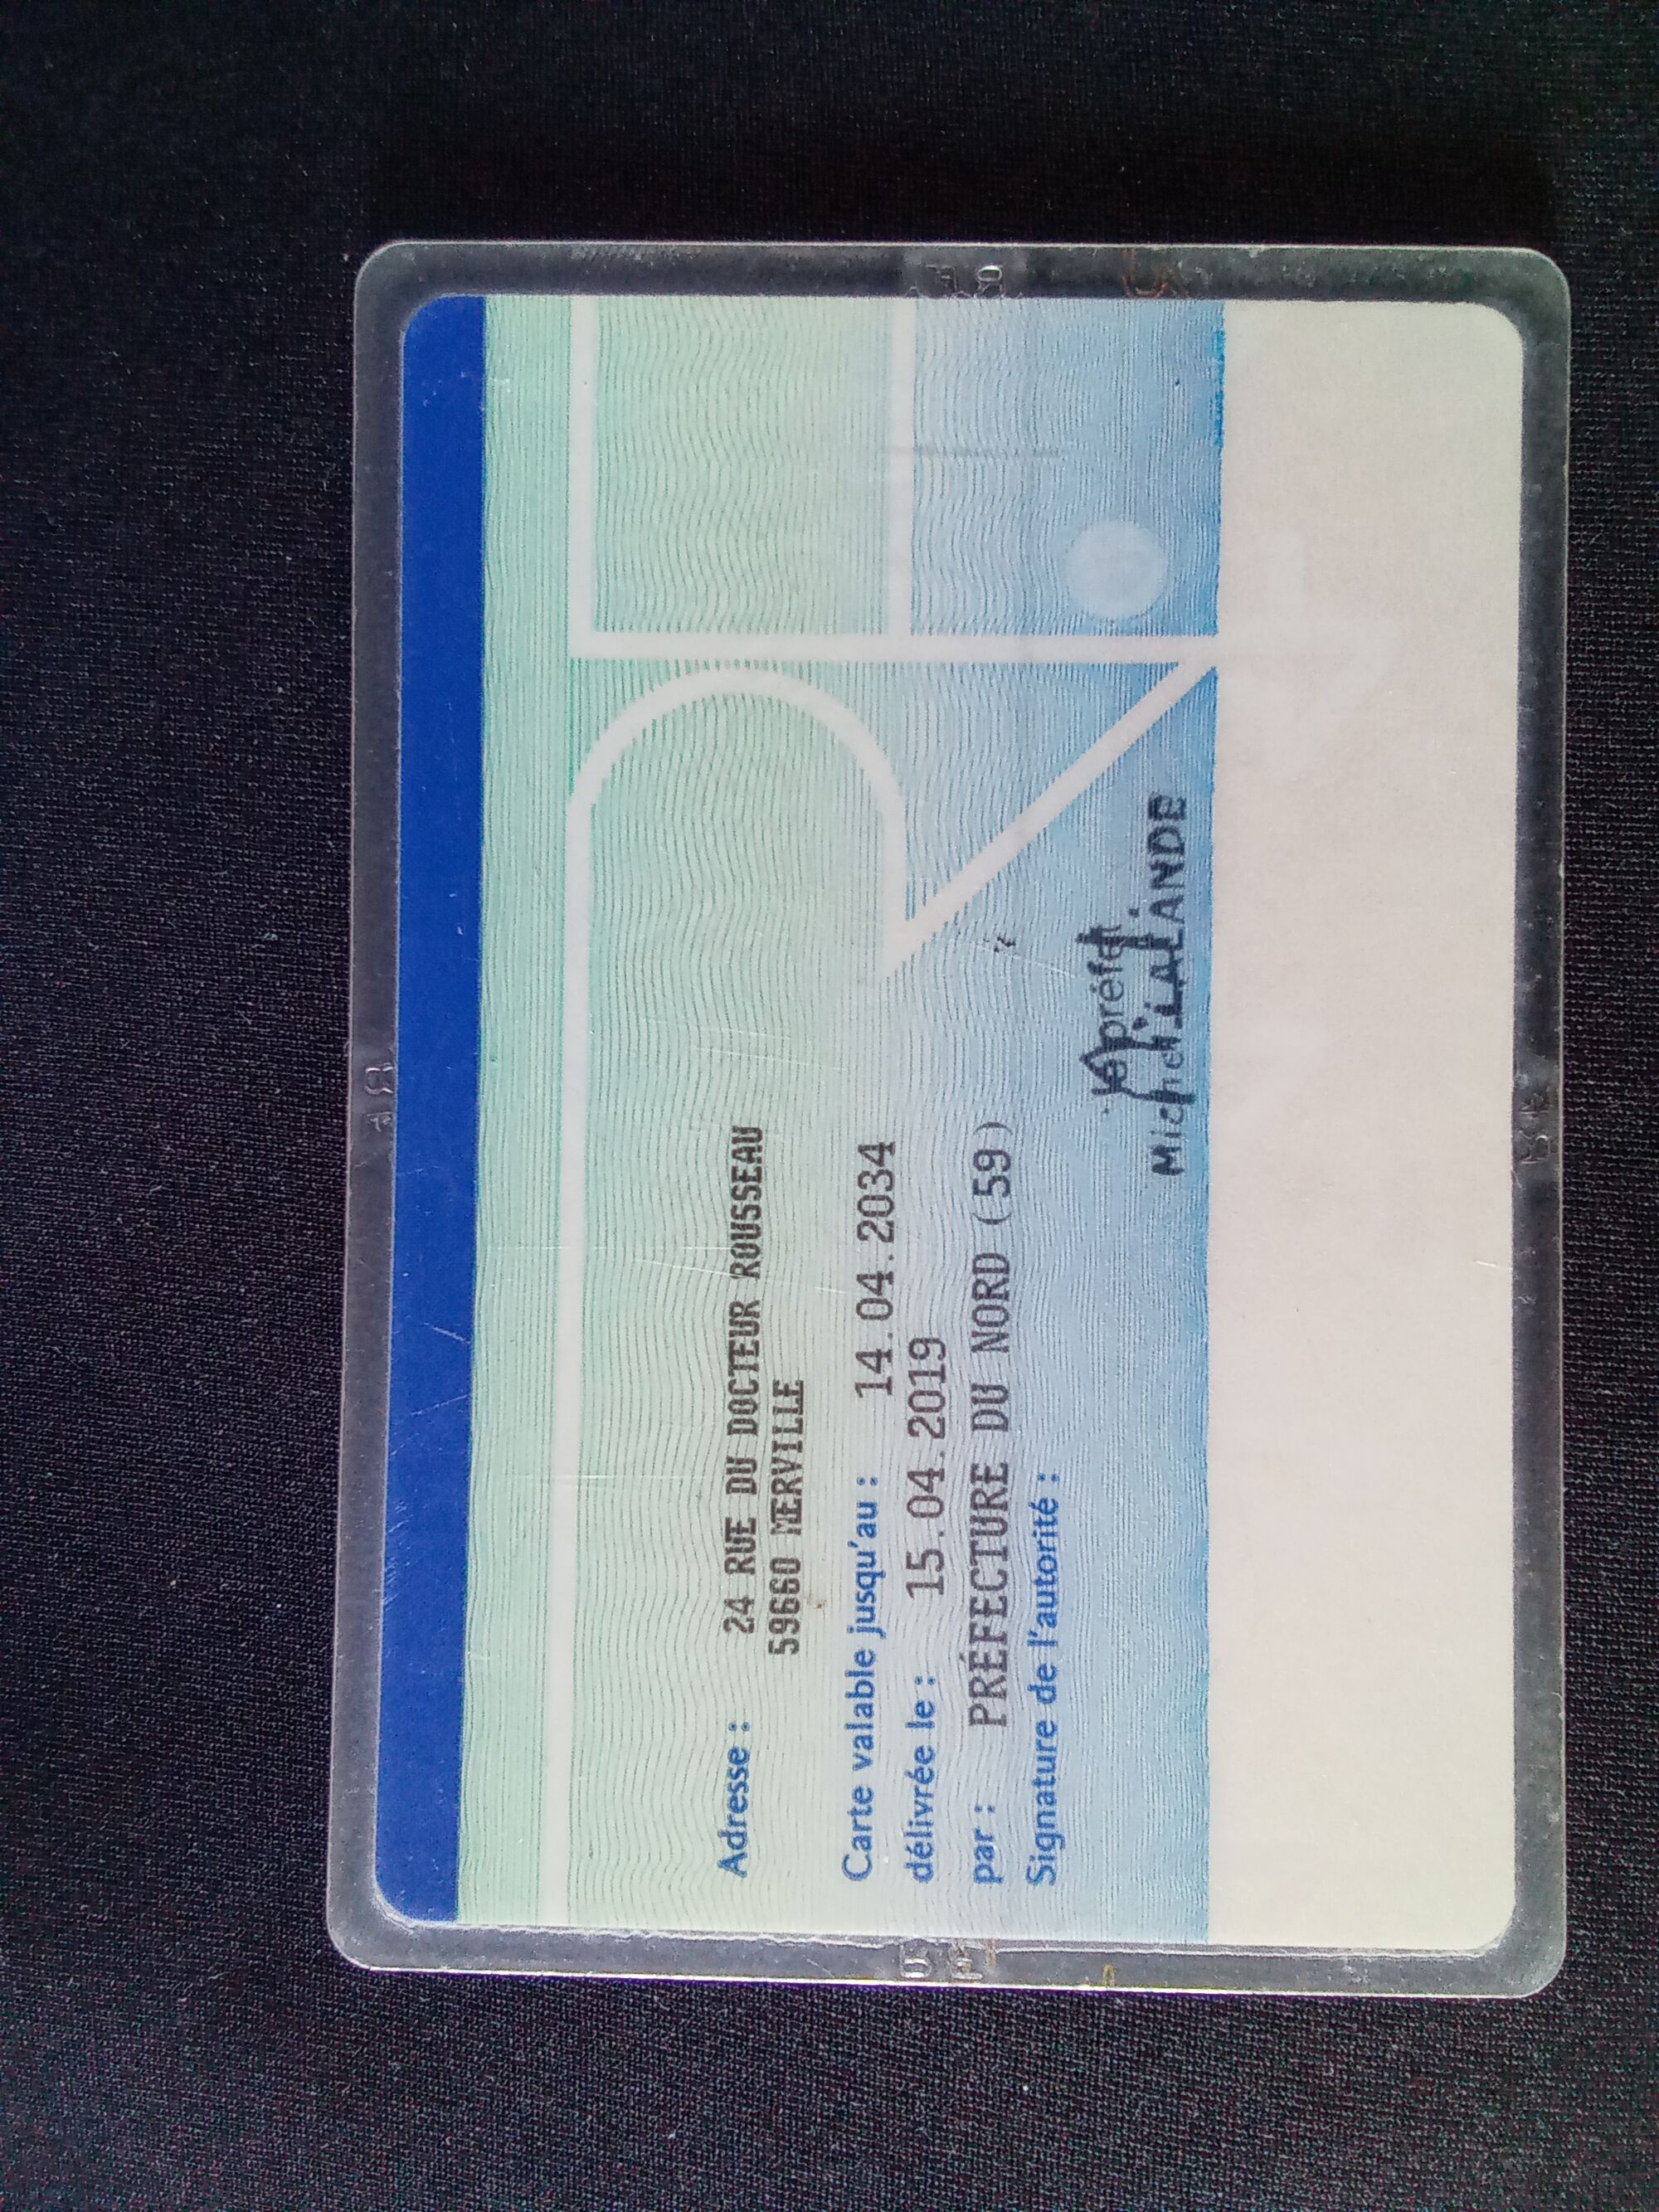 Adresse : 24 RUE DU DOCTEUR ROUSSEAU
59660 MERVILLE
Carte valable jusqu'au : 14.04.2034
délivrée le : 15.04.2019
par : PRÉFECTURE DU NORD (59)
Signature de l'autorité :
Le préfet
Michel LALANDE